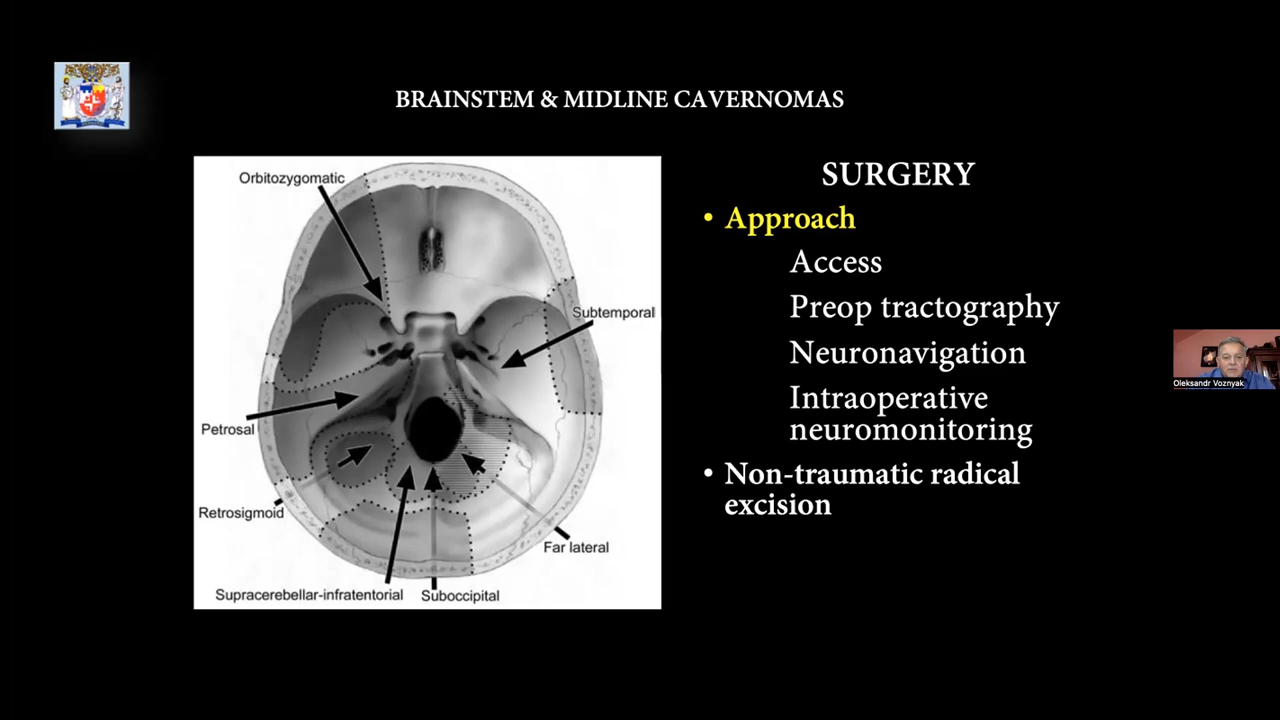 BRAINSTEM & MIDLINE CAVERNOMAS
Orbitozygomatic
Subtemporal
Petrosal
Retrosigmoid
Far lateral
Supracerebellar-infratentorial
Suboccipital
SURGERY
• Approach
Access
Preop tractography
Neuronavigation
Intraoperative
neuromonitoring
• Non-traumatic radical
excision
Oleksandr Voznyak